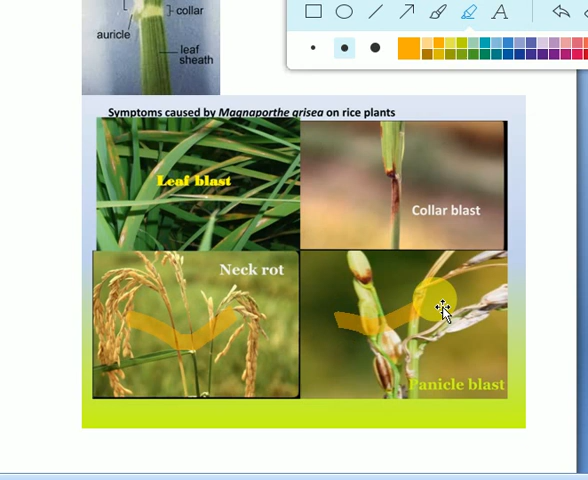 collar
auricle
leaf
sheath
Symptoms caused by Magnaporthe grisea on rice plants
Leaf blast
Collar blast
Neck rot
Panicle blast
A